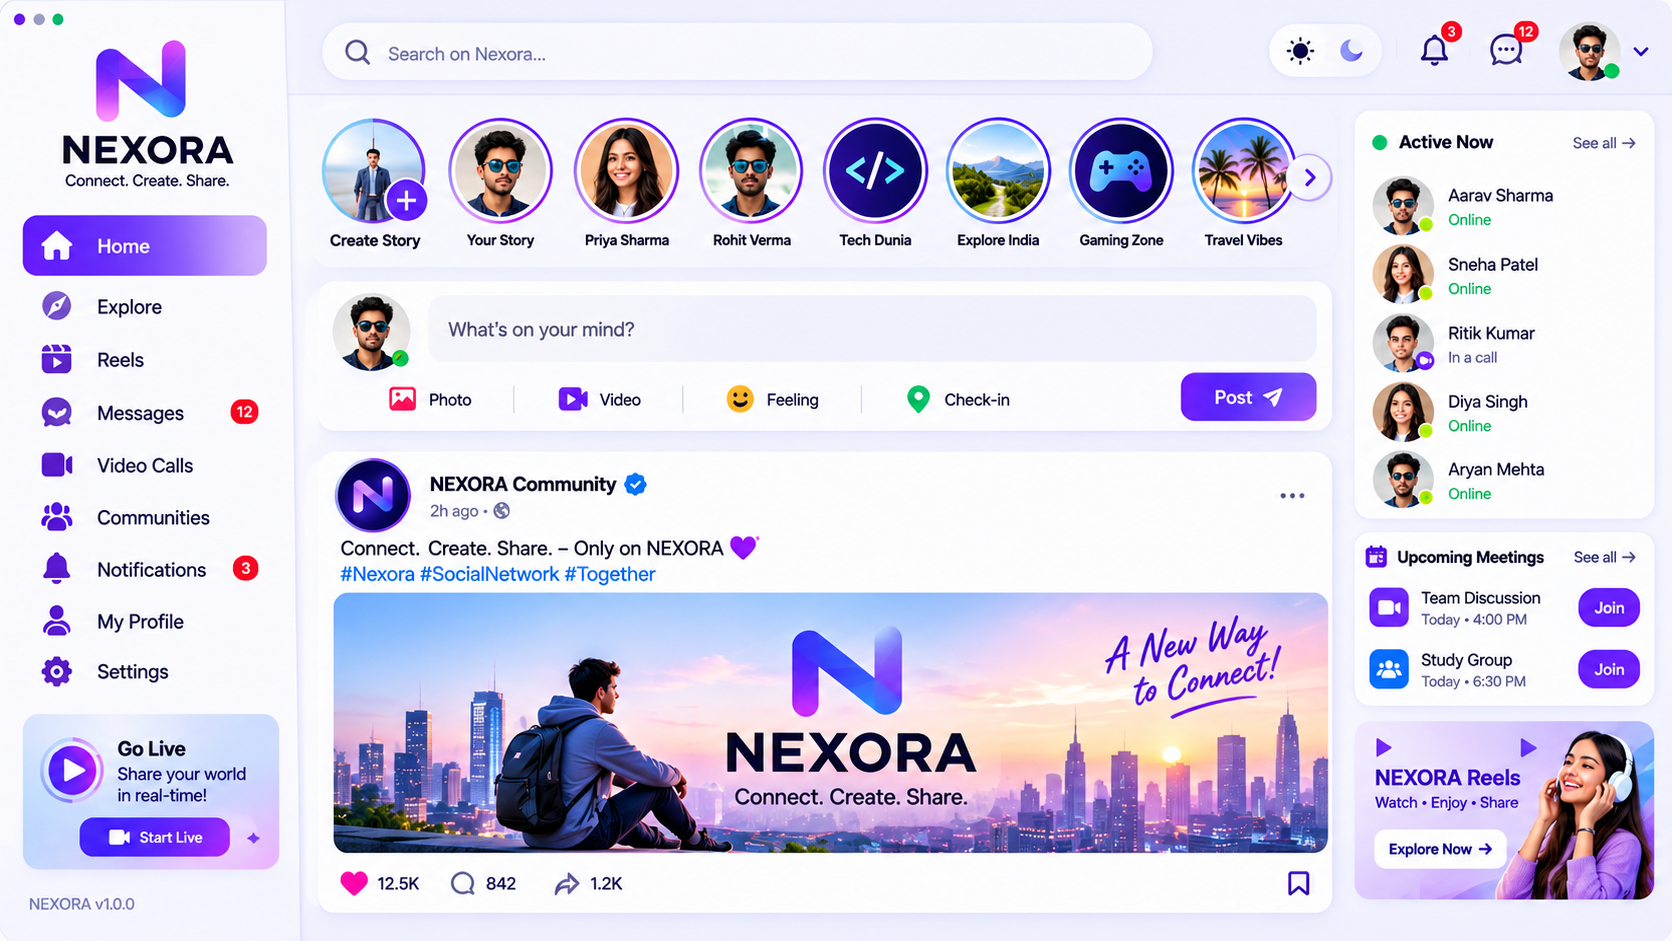 NEXORA
Connect. Create. Share.
Home
Explore
Reels
Messages 12
Video Calls
Communities
Notifications 3
My Profile
Settings
Go Live
Share your world
in real-time!
Start Live
NEXORA v1.0.0
Search on Nexora...
3
12
Create Story
Your Story
Priya Sharma
Rohit Verma
</>
Tech Dunia
Explore India
Gaming Zone
Travel Vibes
What's on your mind?
Photo
Video
Feeling
Check-in
Post
NEXORA Community
2h ago •
Connect. Create. Share. – Only on NEXORA 💜
#Nexora #SocialNetwork #Together
A New Way
to Connect!
NEXORA
Connect. Create. Share.
12.5K
842
1.2K
Active Now
See all →
Aarav Sharma
Online
Sneha Patel
Online
Ritik Kumar
In a call
Diya Singh
Online
Aryan Mehta
Online
Upcoming Meetings
See all →
Team Discussion
Today • 4:00 PM
Join
Study Group
Today • 6:30 PM
Join
NEXORA Reels
Watch • Enjoy • Share
Explore Now →